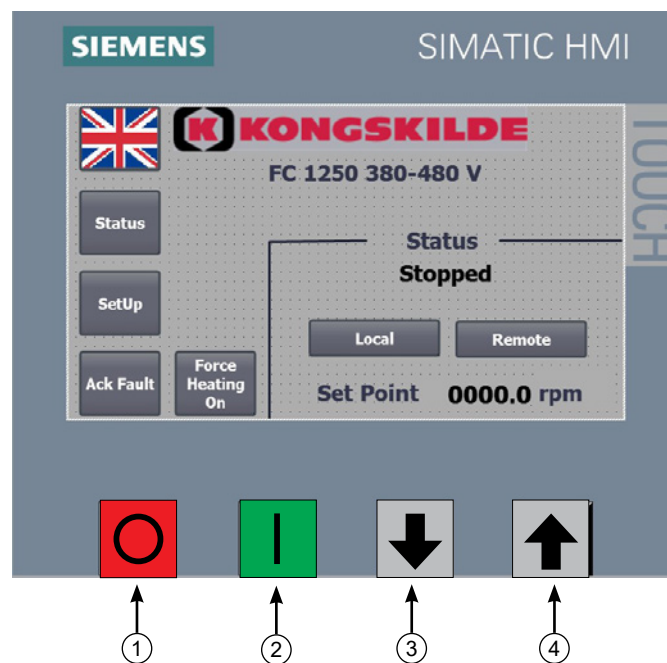 SIEMENS
SIMATIC HMI
TOUCH
K KONGSKILDE
FC 1250 380-480 V
Status
Status
Stopped
SetUp
Local
Remote
Ack Fault
Force
Heating
On
Set Point 0000.0 rpm
1
2
3
4